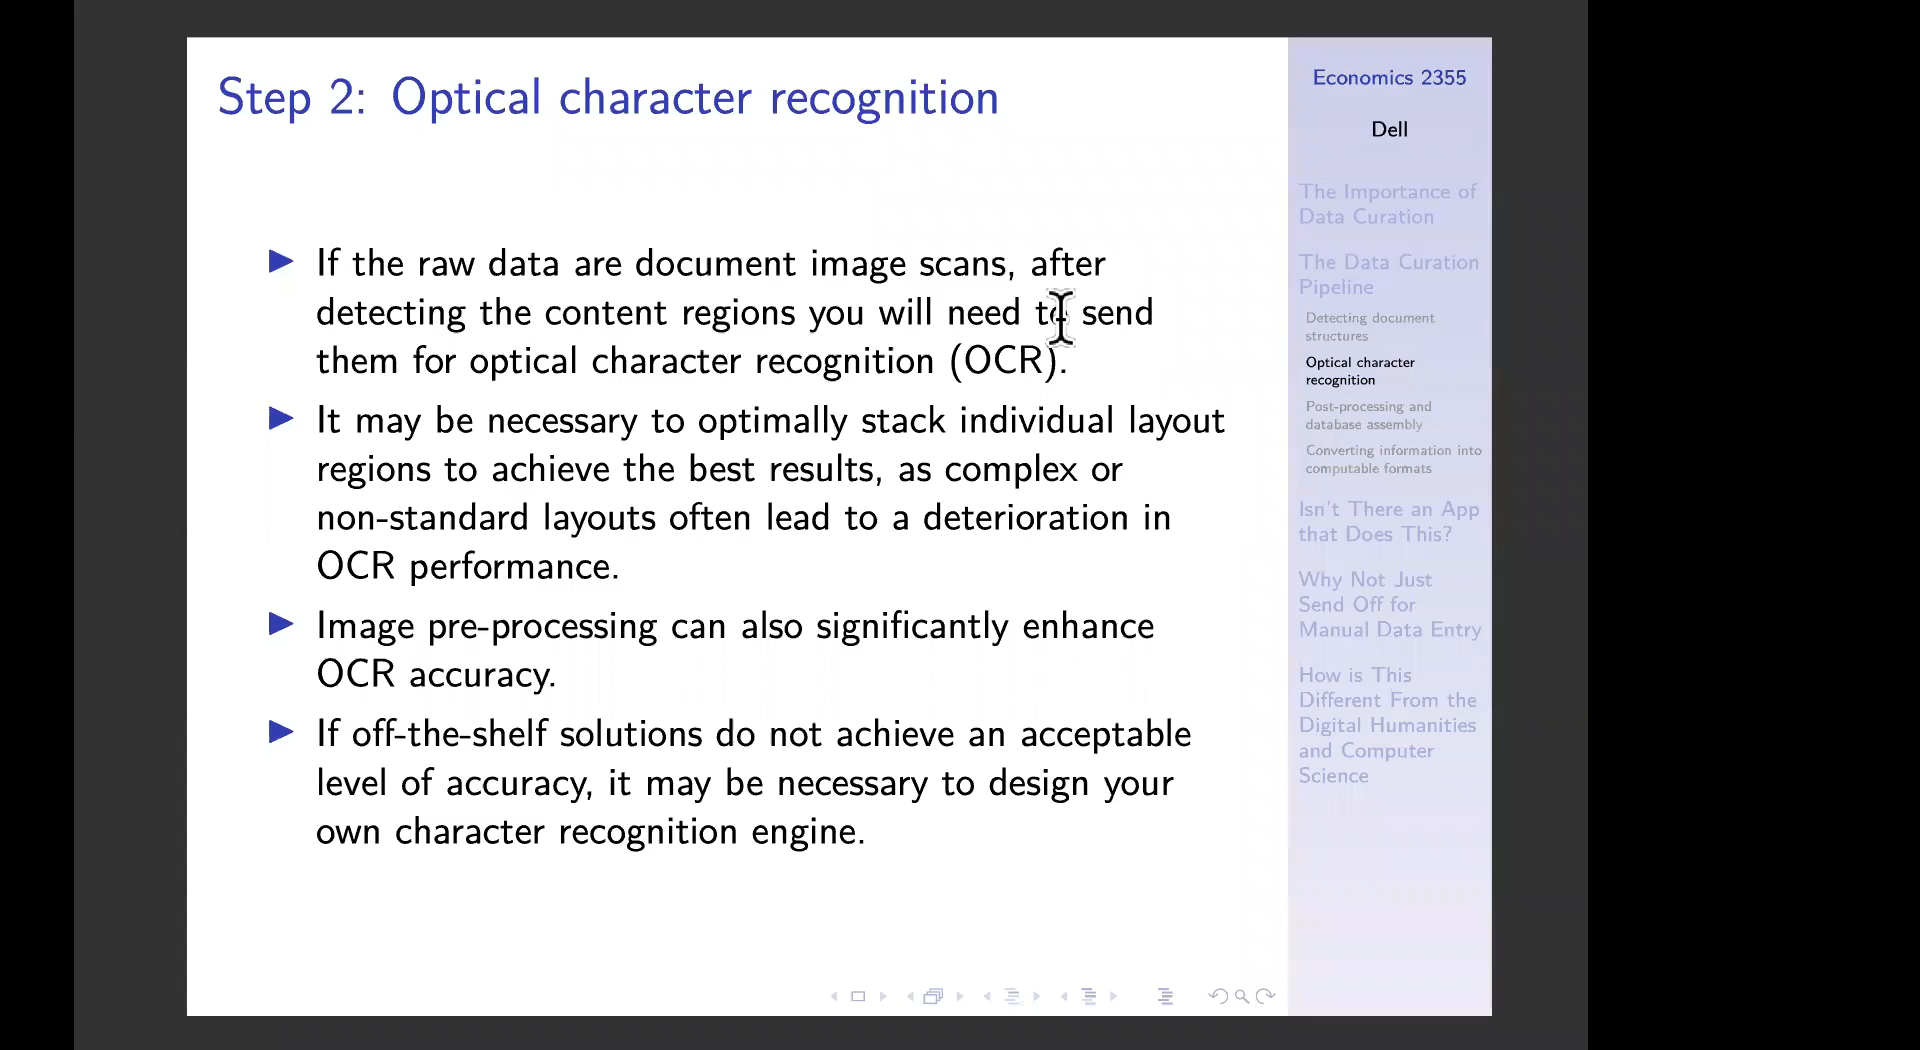 Step 2: Optical character recognition
If the raw data are document image scans, after
detecting the content regions you will need to send
them for optical character recognition (OCR).
It may be necessary to optimally stack individual layout
regions to achieve the best results, as complex or
non-standard layouts often lead to a deterioration in
OCR performance.
Image pre-processing can also significantly enhance
OCR accuracy.
If off-the-shelf solutions do not achieve an acceptable
level of accuracy, it may be necessary to design your
own character recognition engine.
Economics 2355
Dell
The Importance of
Data Curation
The Data Curation
Pipeline
Detecting document
structures
Optical character
recognition
Post-processing and
database assembly
Converting information into
computable formats
Isn't There an App
that Does This?
Why Not Just
Send Off for
Manual Data Entry
How is This
Different From the
Digital Humanities
and Computer
Science